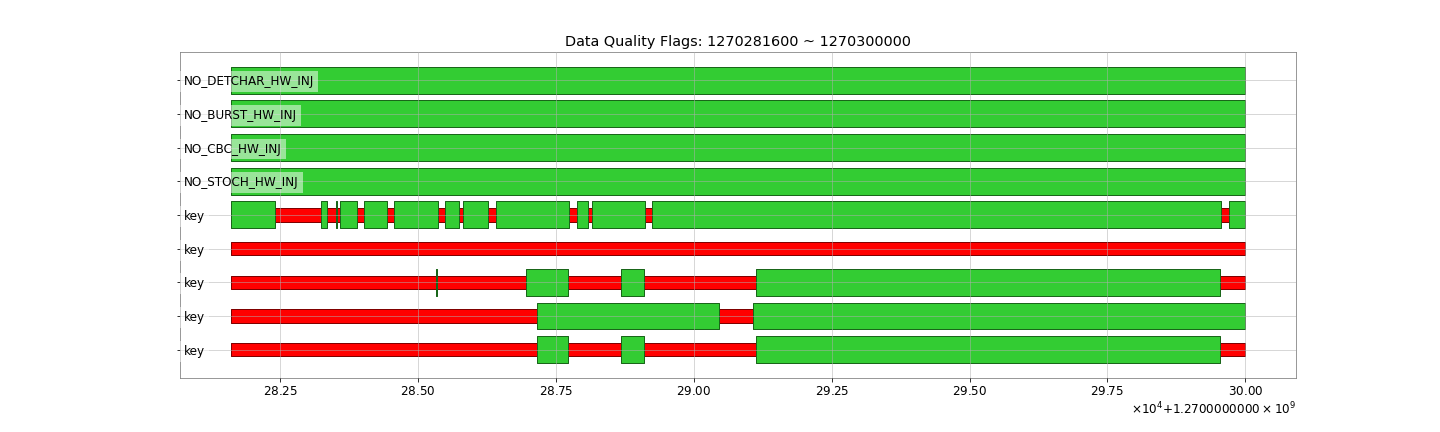 Data Quality Flags: 1270281600 ~ 1270300000
NO_DETCHAR_HW_INJ
NO_BURST_HW_INJ
NO_CBC_HW_INJ
NO_STOCH_HW_INJ
key
key
key
key
key
28.25 28.50 28.75 29.00 29.25 29.50 29.75 30.00
×10⁴+1.2700000000 × 10⁹